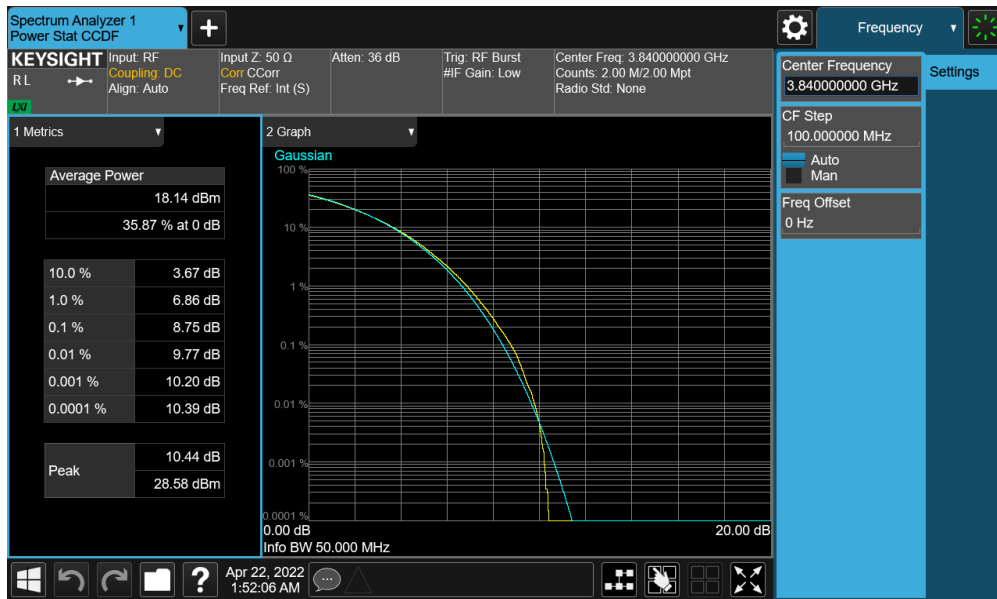 Spectrum Analyzer 1
Power Stat CCDF
Frequency
KEYSIGHT
R L
LXI
Input: RF
Coupling: DC
Align: Auto
Input Z: 50 Ω
Corr CCorr
Freq Ref: Int (S)
Atten: 36 dB
Trig: RF Burst
#IF Gain: Low
Center Freq: 3.840000000 GHz
Counts: 2.00 M/2.00 Mpt
Radio Std: None
Center Frequency
3.840000000 GHz
Settings
CF Step
100.000000 MHz
Auto
Man
Freq Offset
0 Hz
1 Metrics
Average Power
18.14 dBm
35.87 % at 0 dB
10.0 % 3.67 dB
1.0 % 6.86 dB
0.1 % 8.75 dB
0.01 % 9.77 dB
0.001 % 10.20 dB
0.0001 % 10.39 dB
Peak
10.44 dB
28.58 dBm
2 Graph
Gaussian
100 %
10 %
1 %
0.1 %
0.01 %
0.001 %
0.0001 %
0.00 dB 20.00 dB
Info BW 50.000 MHz
?
Apr 22, 2022
1:52:06 AM